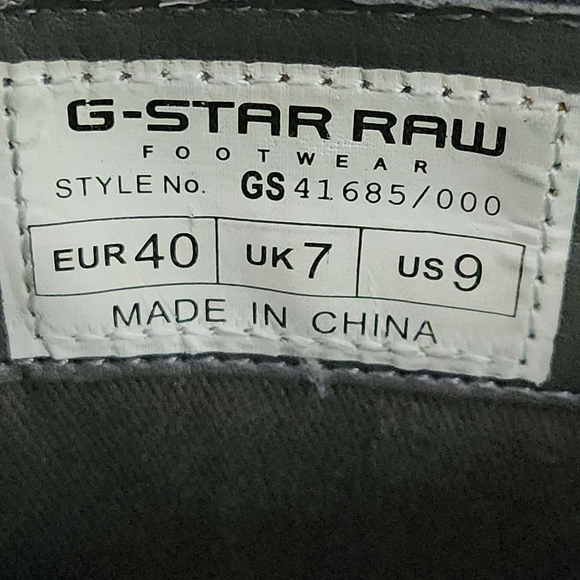 G-STAR RAW
FOOTWEAR
STYLE No. GS 41685/000
EUR 40 UK 7 US 9
MADE IN CHINA